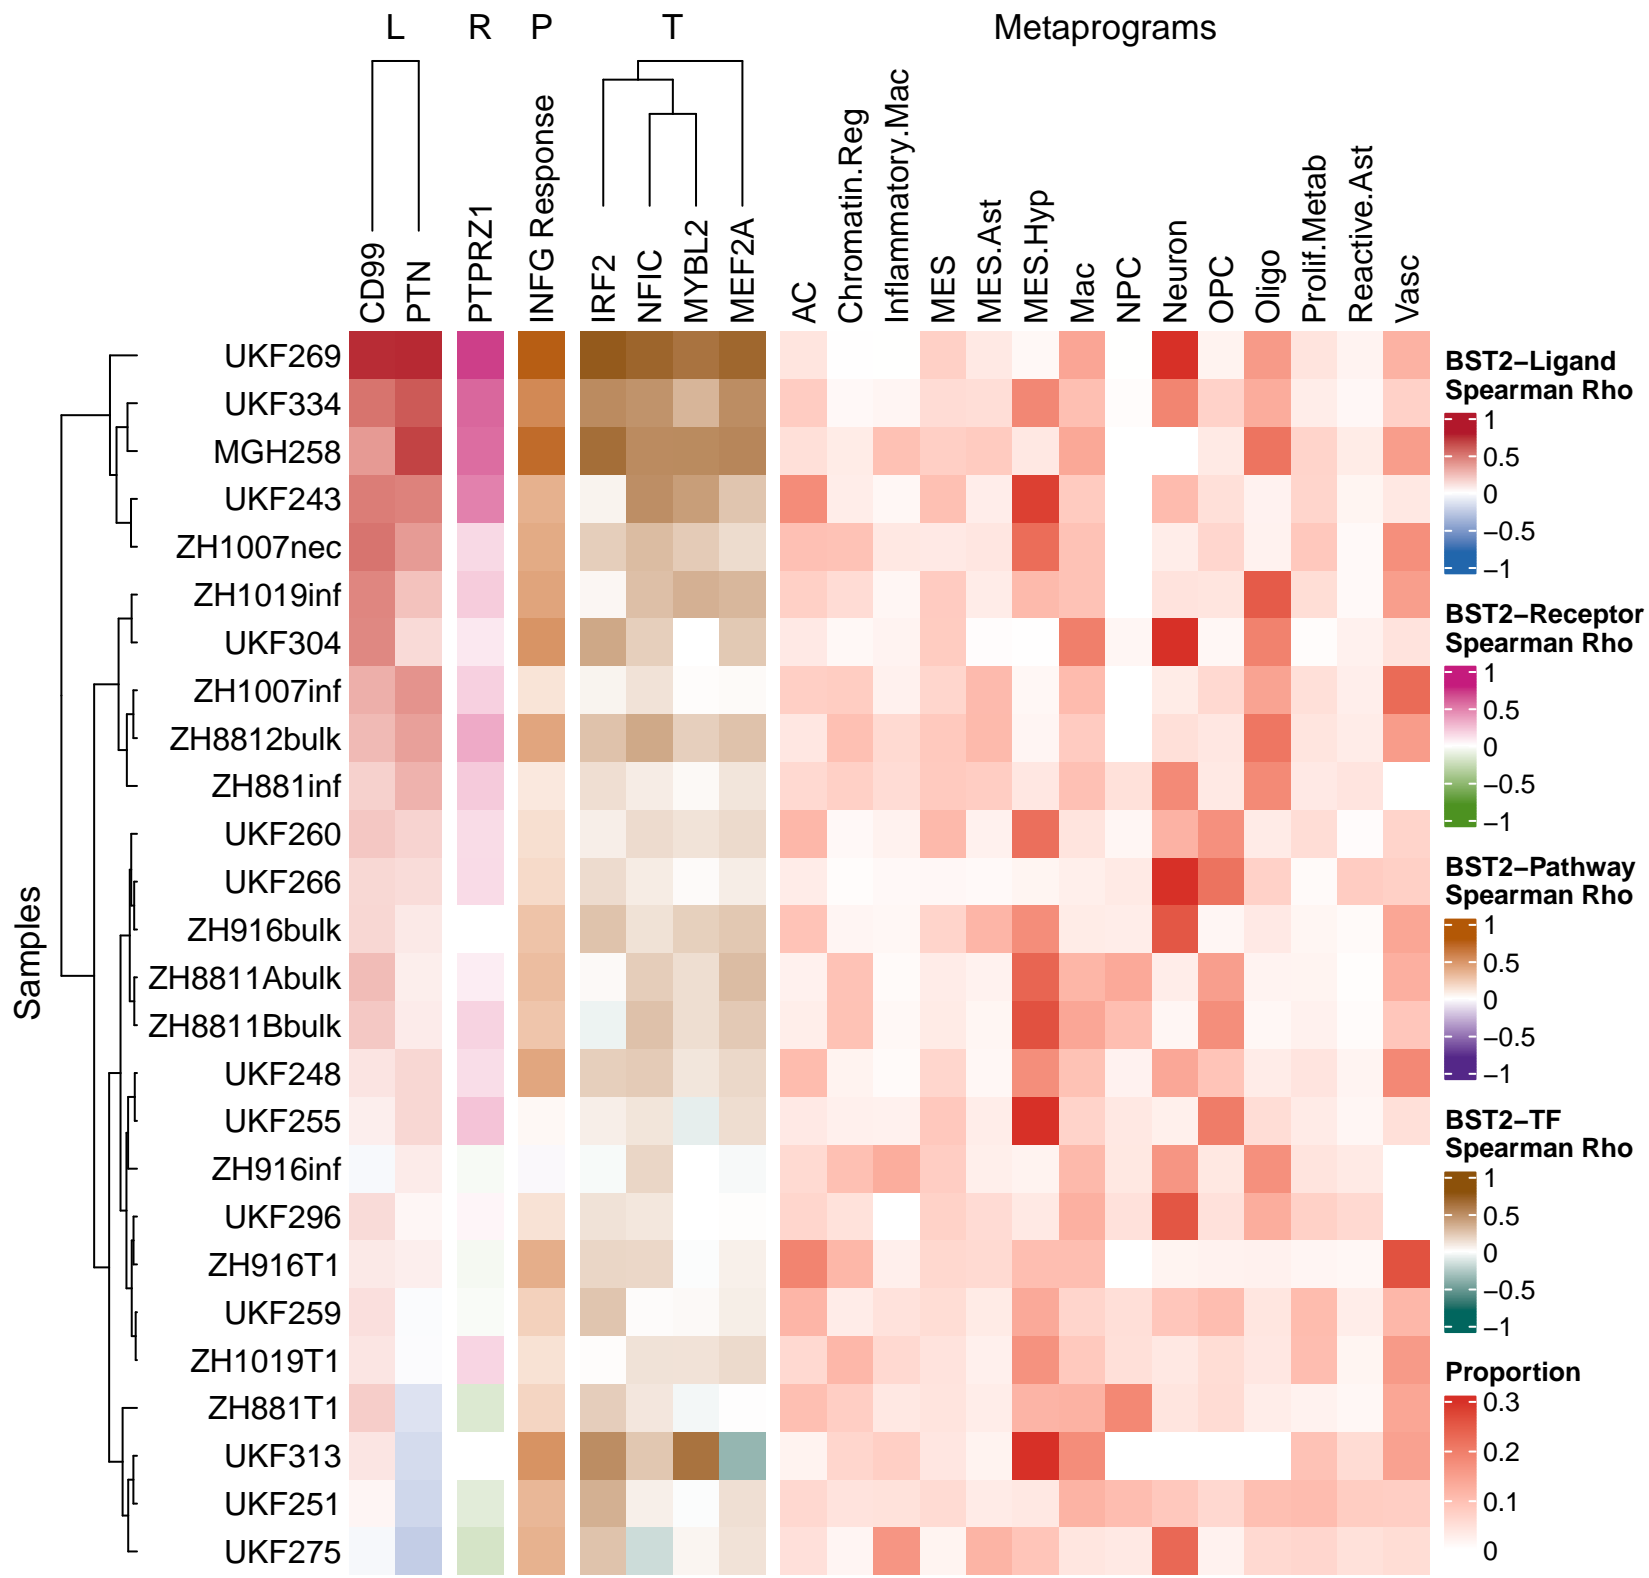 L R P T Metaprograms
CD99
PTN
PTPRZ1
INFG Response
IRF2
NFIC
MYBL2
MEF2A
AC
Chromatin.Reg
Inflammatory.Mac
MES
MES.Ast
MES.Hyp
Mac
NPC
Neuron
OPC
Oligo
Prolif.Metab
Reactive.Ast
Vasc
Samples
UKF269
UKF334
MGH258
UKF243
ZH1007nec
ZH1019inf
UKF304
ZH1007inf
ZH8812bulk
ZH881inf
UKF260
UKF266
ZH916bulk
ZH8811Abulk
ZH8811Bbulk
UKF248
UKF255
ZH916inf
UKF296
ZH916T1
UKF259
ZH1019T1
ZH881T1
UKF313
UKF251
UKF275
BST2−Ligand
Spearman Rho
1
0.5
0
−0.5
−1
BST2−Receptor
Spearman Rho
1
0.5
0
−0.5
−1
BST2−Pathway
Spearman Rho
1
0.5
0
−0.5
−1
BST2−TF
Spearman Rho
1
0.5
0
−0.5
−1
Proportion
0.3
0.2
0.1
0